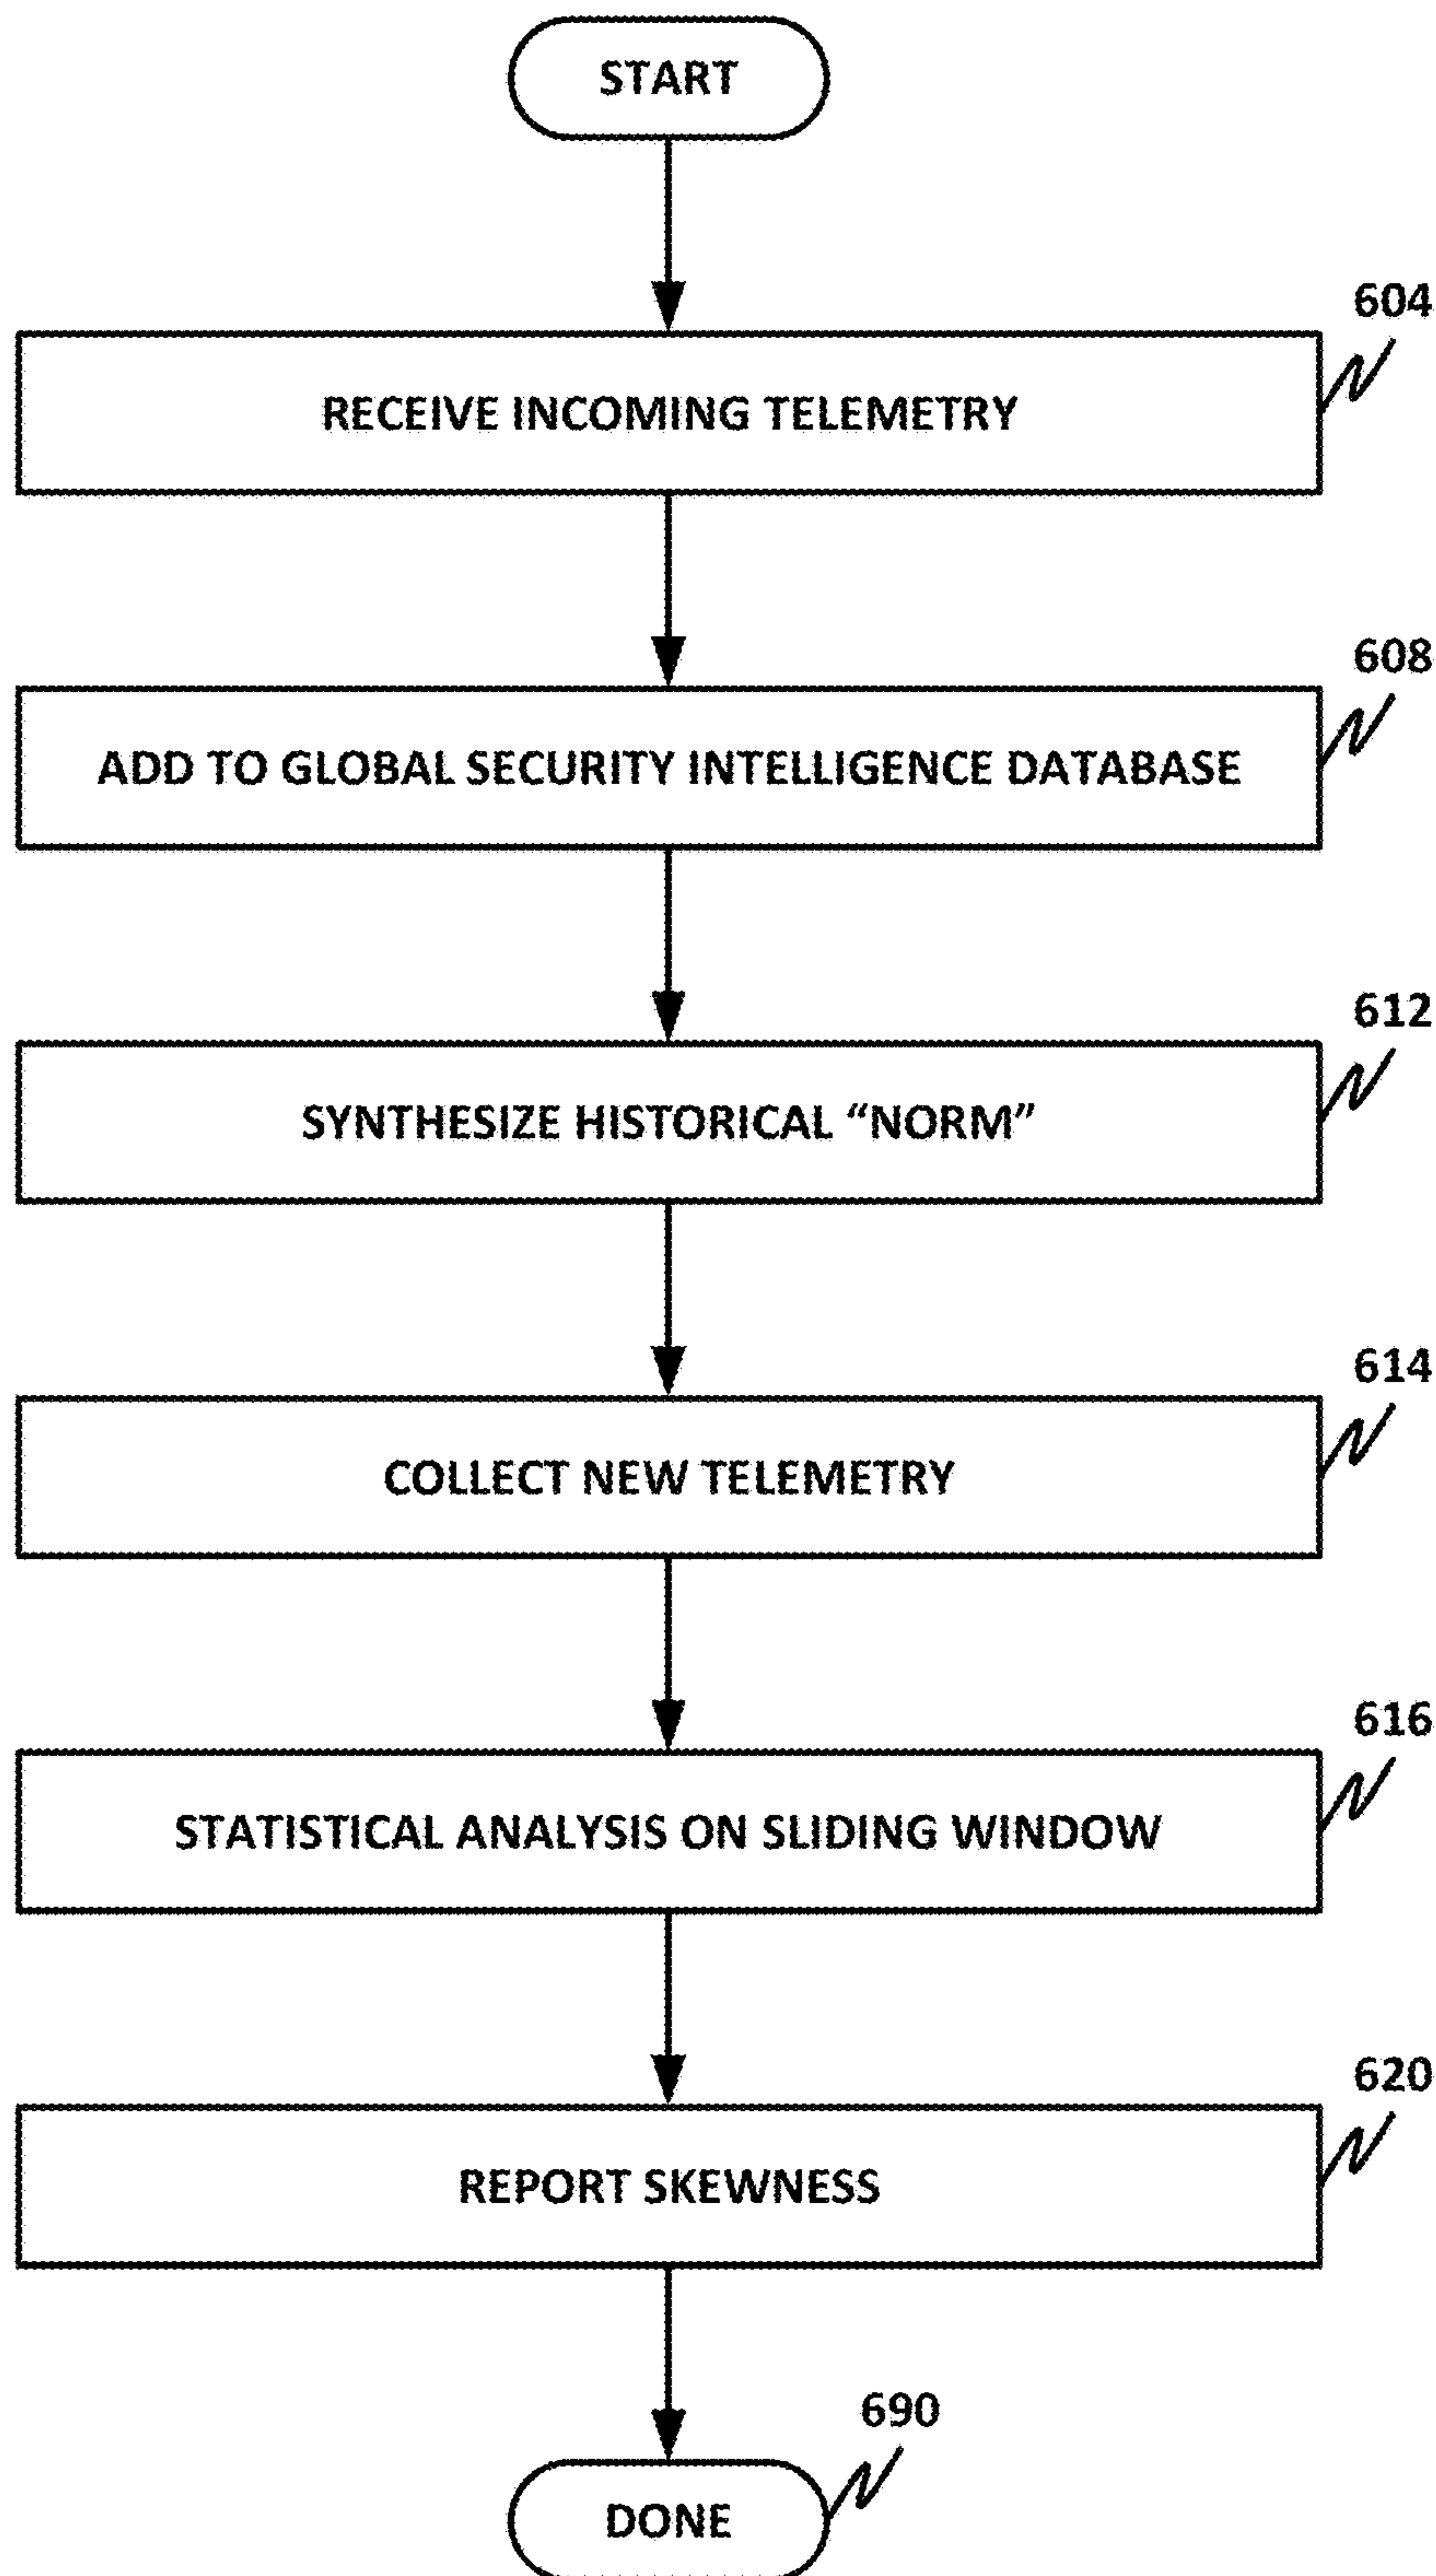 START
604
RECEIVE INCOMING TELEMETRY
608
ADD TO GLOBAL SECURITY INTELLIGENCE DATABASE
612
SYNTHESIZE HISTORICAL “NORM”
614
COLLECT NEW TELEMETRY
616
STATISTICAL ANALYSIS ON SLIDING WINDOW
620
REPORT SKEWNESS
690
DONE